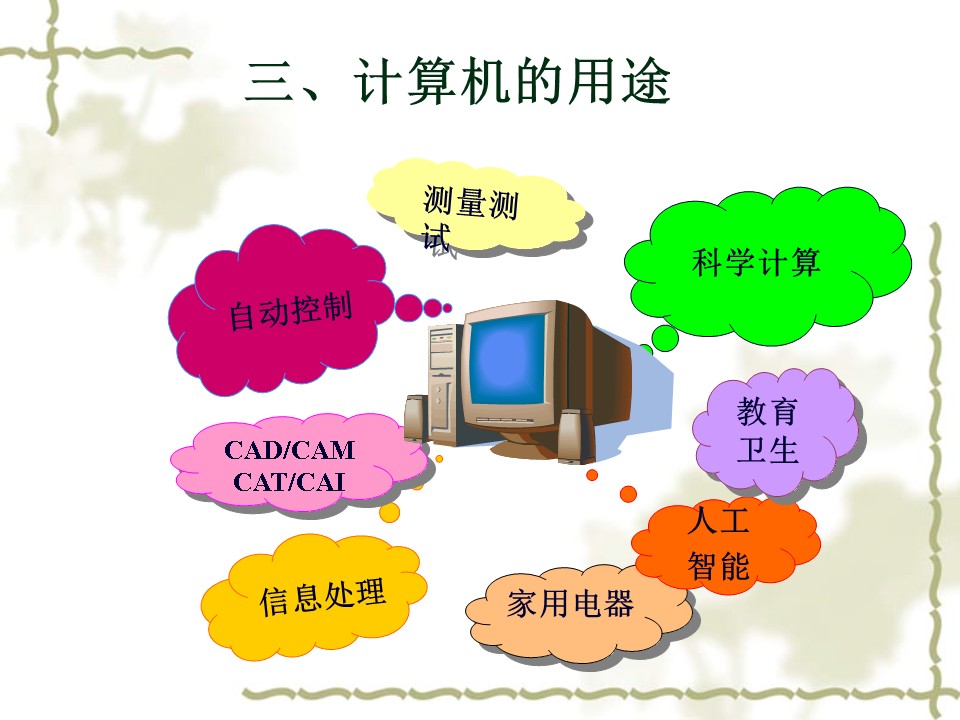 三、计算机的用途
测量测
试
科学计算
自动控制
教育
卫生
CAD/CAM
CAT/CAI
人工
智能
信息处理
家用电器